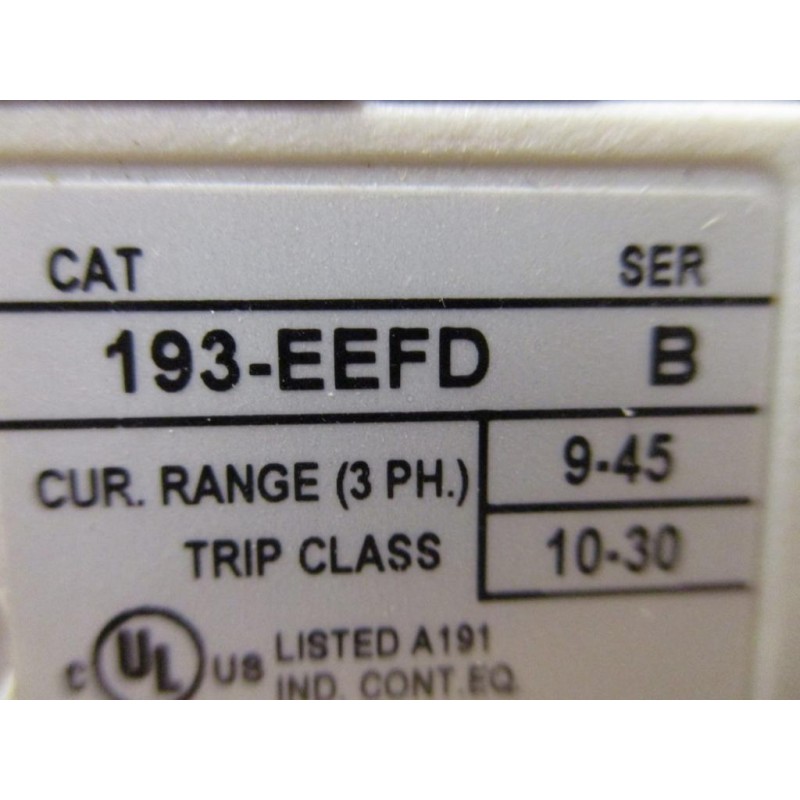 CAT SER
193-EEFD B
CUR. RANGE (3 PH.) 9-45
TRIP CLASS 10-30
c UL US LISTED A191
IND. CONT.EQ.